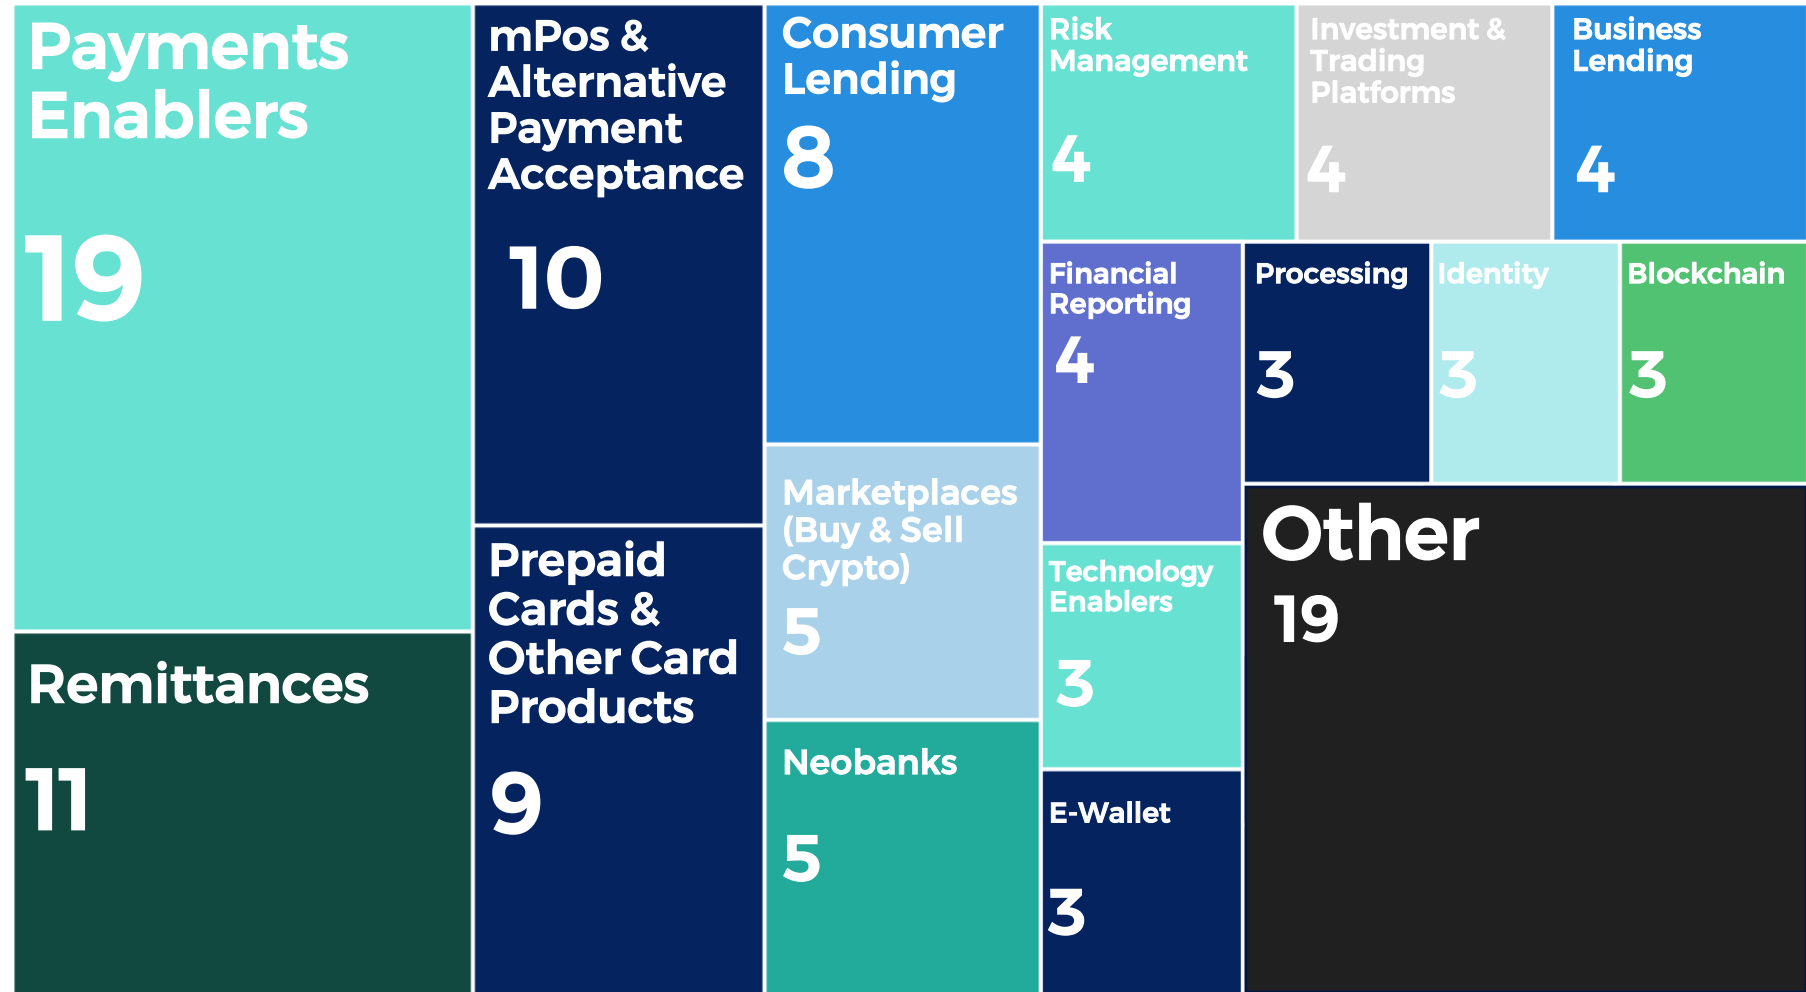 Payments
Enablers
19
Remittances
11
mPos &
Alternative
Payment
Acceptance
10
Prepaid
Cards &
Other Card
Products
9
Consumer
Lending
8
Marketplaces
(Buy & Sell
Crypto)
5
Neobanks
5
Risk
Management
4
Investment &
Trading
Platforms
4
Business
Lending
4
Financial
Reporting
4
Processing
3
Identity
3
Blockchain
3
Technology
Enablers
3
E-Wallet
3
Other
19